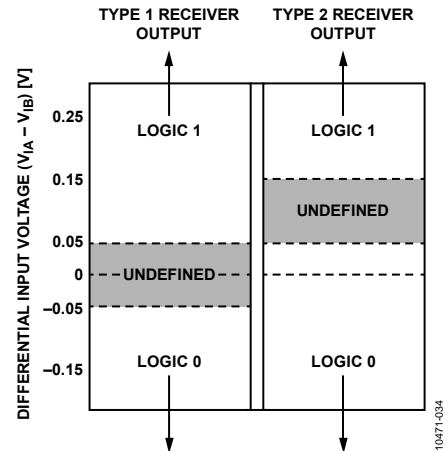 TYPE 1 RECEIVER
OUTPUT
TYPE 2 RECEIVER
OUTPUT
DIFFERENTIAL INPUT VOLTAGE (VIA – VIB) [V]
0.25
0.15
0.05
0
–0.05
–0.15
LOGIC 1
UNDEFINED
LOGIC 0
LOGIC 1
UNDEFINED
LOGIC 0
10471-034